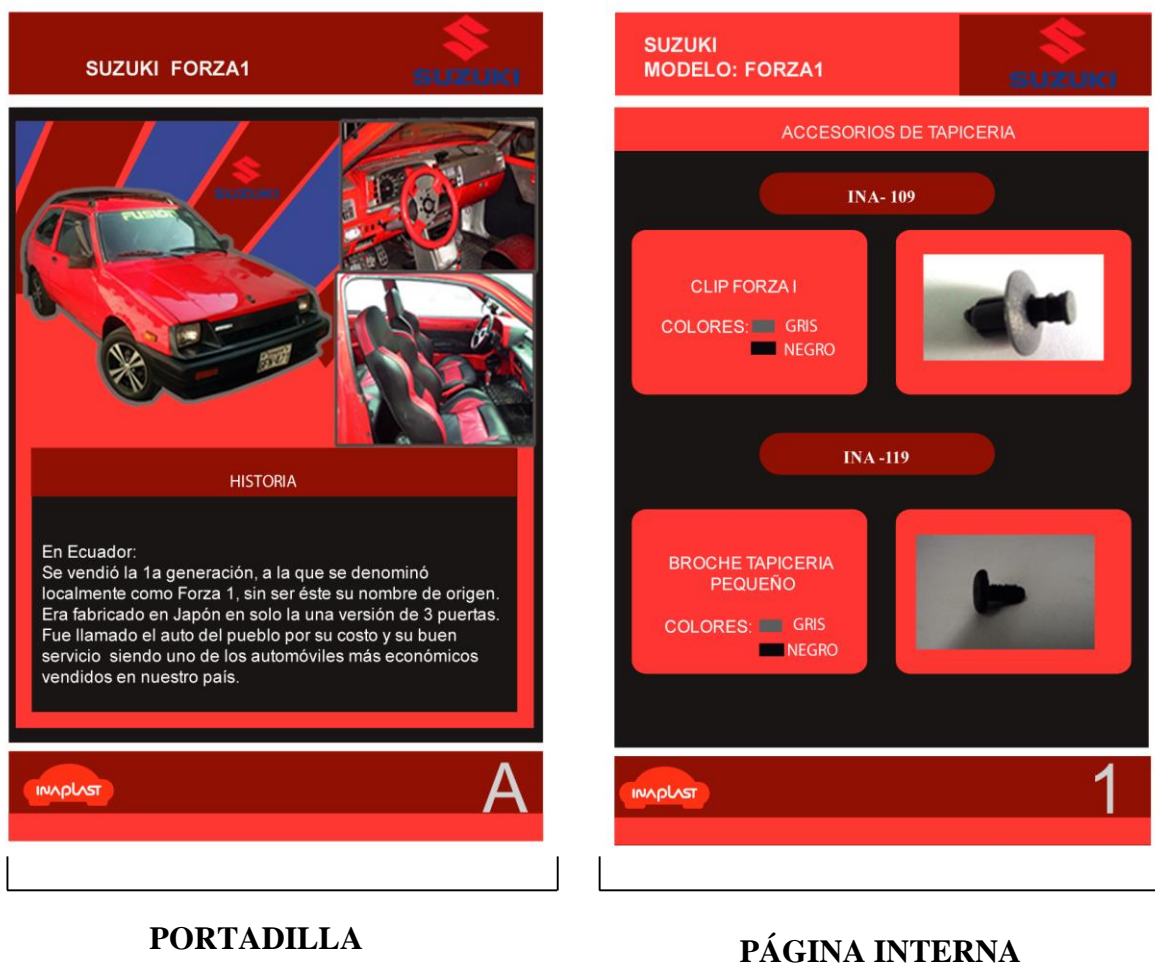 SUZUKI FORZA1
SUZUKI
SUZUKI
FUSION
HISTORIA
En Ecuador:
Se vendió la 1a generación, a la que se denominó
localmente como Forza 1, sin ser éste su nombre de origen.
Era fabricado en Japón en solo la una versión de 3 puertas.
Fue llamado el auto del pueblo por su costo y su buen
servicio siendo uno de los automóviles más económicos
vendidos en nuestro país.
INAPLAST
A
PORTADILLA
SUZUKI
MODELO: FORZA1
SUZUKI
ACCESORIOS DE TAPICERIA
INA- 109
CLIP FORZA I
COLORES: GRIS
NEGRO
INA -119
BROCHE TAPICERIA
PEQUEÑO
COLORES: GRIS
NEGRO
INAPLAST
1
PÁGINA INTERNA